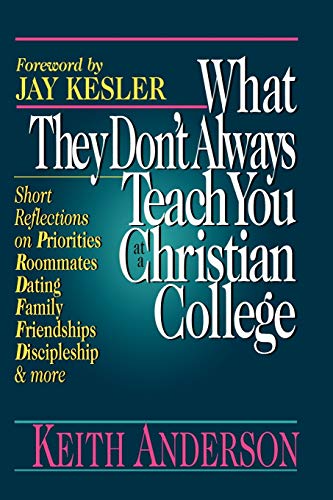 Foreword by
JAY KESLER
What
They Don't Always
Teach You
at a
Christian
College
Short
Reflections
on Priorities
Roommates
Dating
Family
Friendships
Discipleship
& more
KEITH ANDERSON